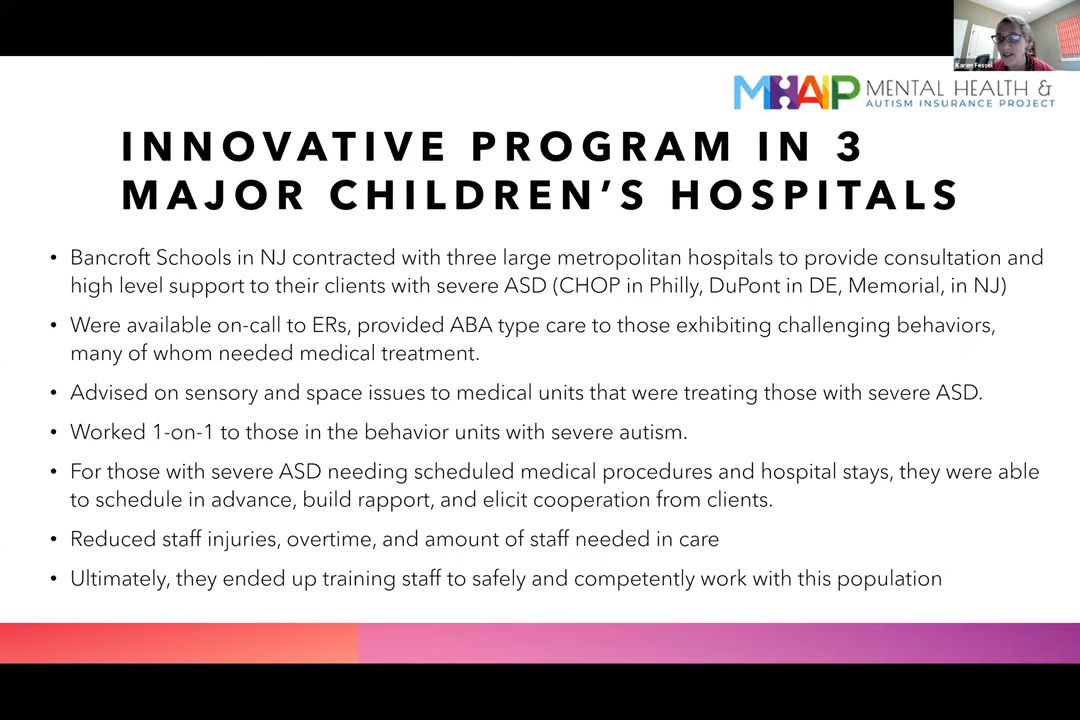 Karen Fessel
MHAIP MENTAL HEALTH &
AUTISM INSURANCE PROJECT
INNOVATIVE PROGRAM IN 3
MAJOR CHILDREN’S HOSPITALS
• Bancroft Schools in NJ contracted with three large metropolitan hospitals to provide consultation and
high level support to their clients with severe ASD (CHOP in Philly, DuPont in DE, Memorial, in NJ)
• Were available on-call to ERs, provided ABA type care to those exhibiting challenging behaviors,
many of whom needed medical treatment.
• Advised on sensory and space issues to medical units that were treating those with severe ASD.
• Worked 1-on-1 to those in the behavior units with severe autism.
• For those with severe ASD needing scheduled medical procedures and hospital stays, they were able
to schedule in advance, build rapport, and elicit cooperation from clients.
• Reduced staff injuries, overtime, and amount of staff needed in care
• Ultimately, they ended up training staff to safely and competently work with this population